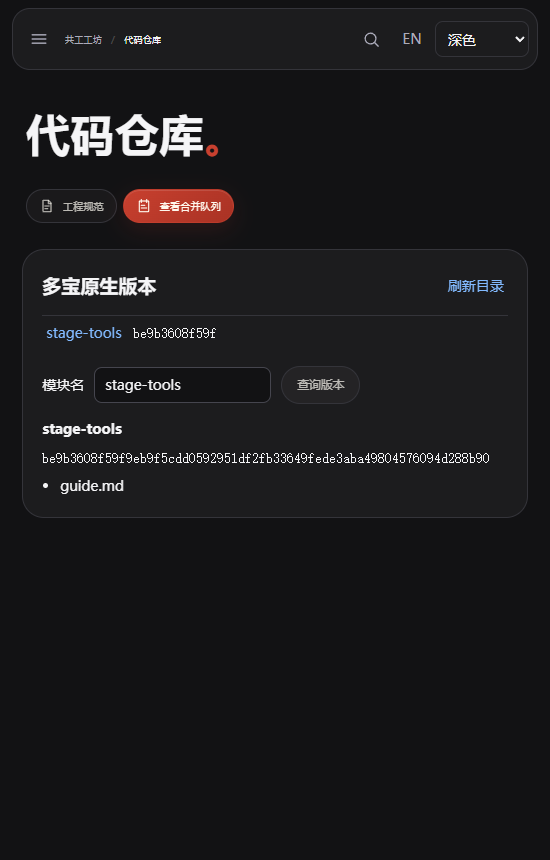 共工工坊 / 代码仓库 EN 深色
代码仓库。
工程规范 查看合并队列
多宝原生版本 刷新目录
stage-tools be9b3608f59f
模块名 stage-tools 查询版本
stage-tools
be9b3608f59f9eb9f5cdd0592951df2fb33649fede3aba49804576094d288b90
• guide.md